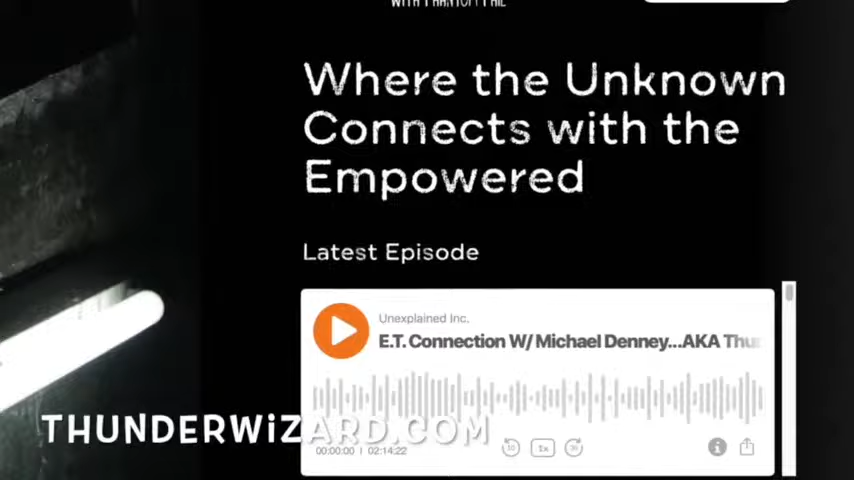 Where the Unknown
Connects with the
Empowered
Latest Episode
Unexplained Inc.
E.T. Connection W/ Michael Denney...AKA Thu
THUNDERWiZARD.COM
00:00:00 | 02:14:22
1x